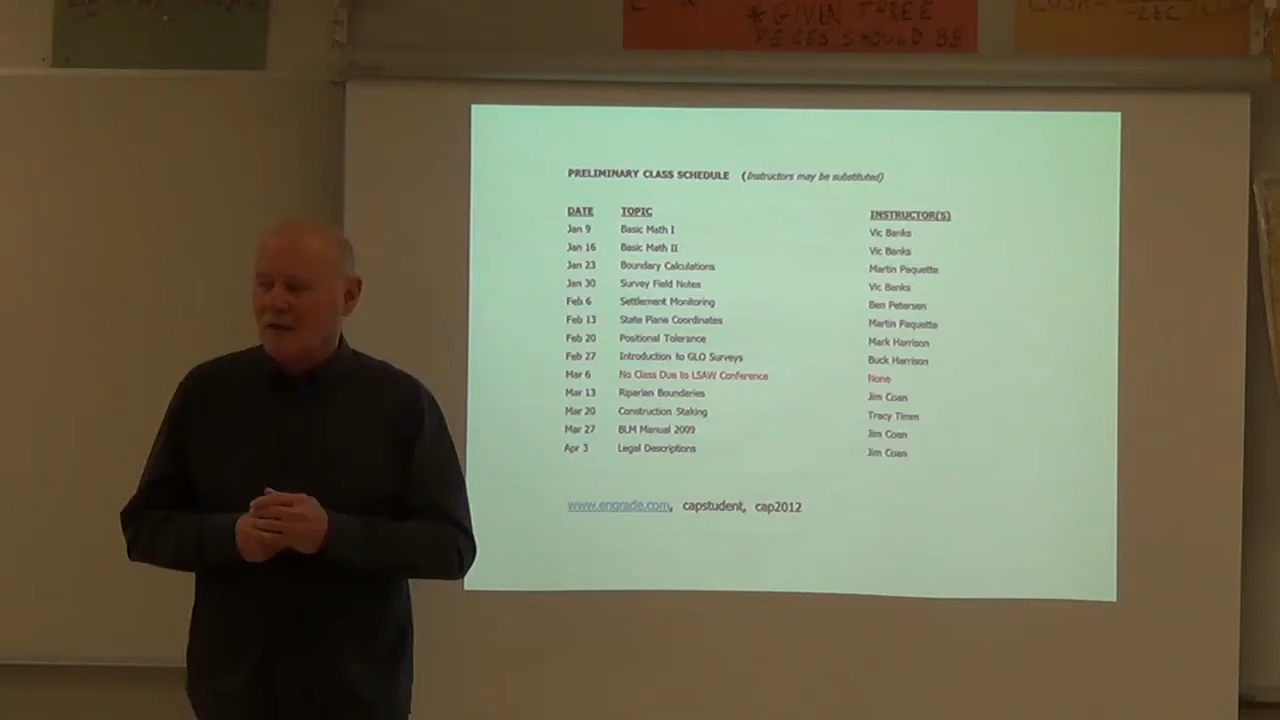 * GIVEN THREE
PEICES SHOULD BE
COSA =
-2bc
PRELIMINARY CLASS SCHEDULE (Instructors may be substituted)
DATE TOPIC INSTRUCTOR(S)
Jan 9 Basic Math I Vic Banks
Jan 16 Basic Math II Vic Banks
Jan 23 Boundary Calculations Martin Paquette
Jan 30 Survey Field Notes Vic Banks
Feb 6 Settlement Monitoring Ben Petersen
Feb 13 State Plane Coordinates Martin Paquette
Feb 20 Positional Tolerance Mark Harrison
Feb 27 Introduction to GLO Surveys Buck Harrison
Mar 6 No Class Due to LSAW Conference None
Mar 13 Riparian Boundaries Jim Coan
Mar 20 Construction Staking Tracy Timm
Mar 27 BLM Manual 2009 Jim Coan
Apr 3 Legal Descriptions Jim Coan
www.engrade.com, capstudent, cap2012